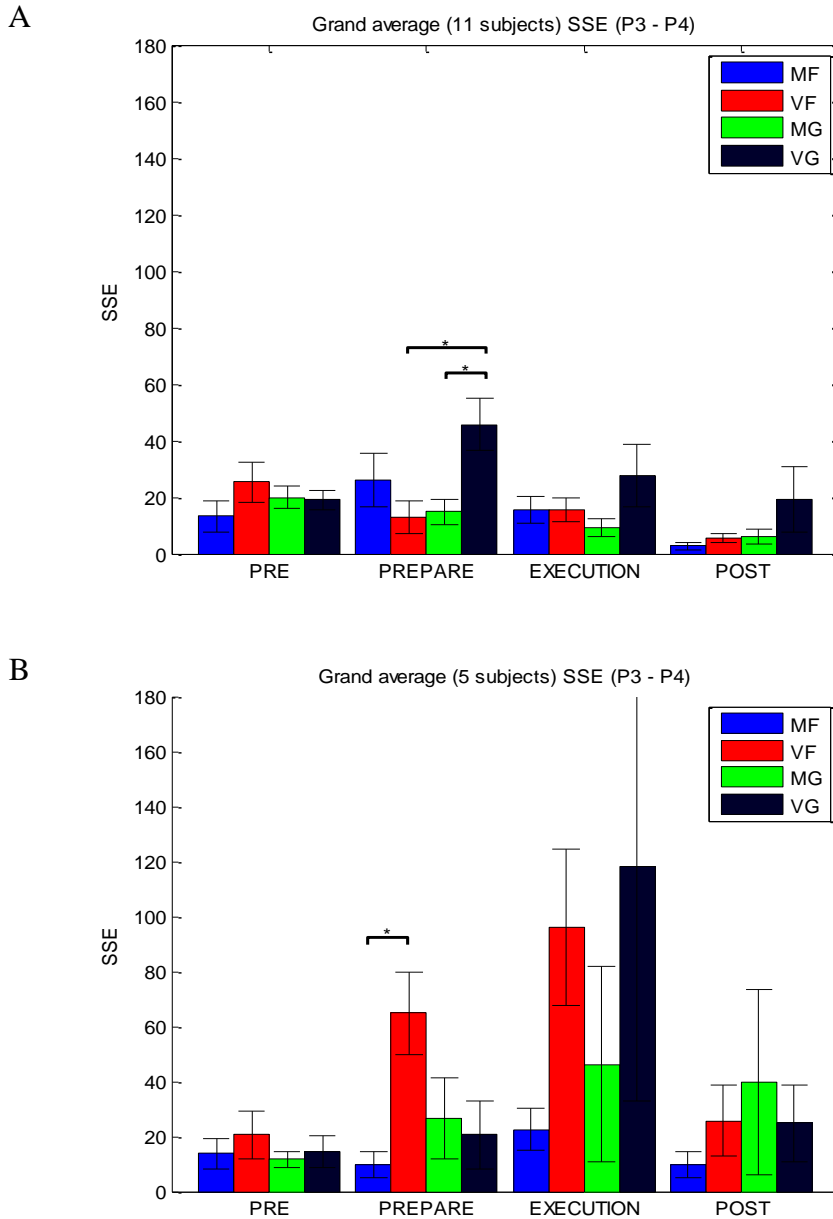 A
Grand average (11 subjects) SSE (P3 - P4)
180
160
140
120
100
80
60
40
20
0
SSE
MF
VF
MG
VG
*
*
PRE PREPARE EXECUTION POST
B
Grand average (5 subjects) SSE (P3 - P4)
180
160
140
120
100
80
60
40
20
0
SSE
MF
VF
MG
VG
*
PRE PREPARE EXECUTION POST